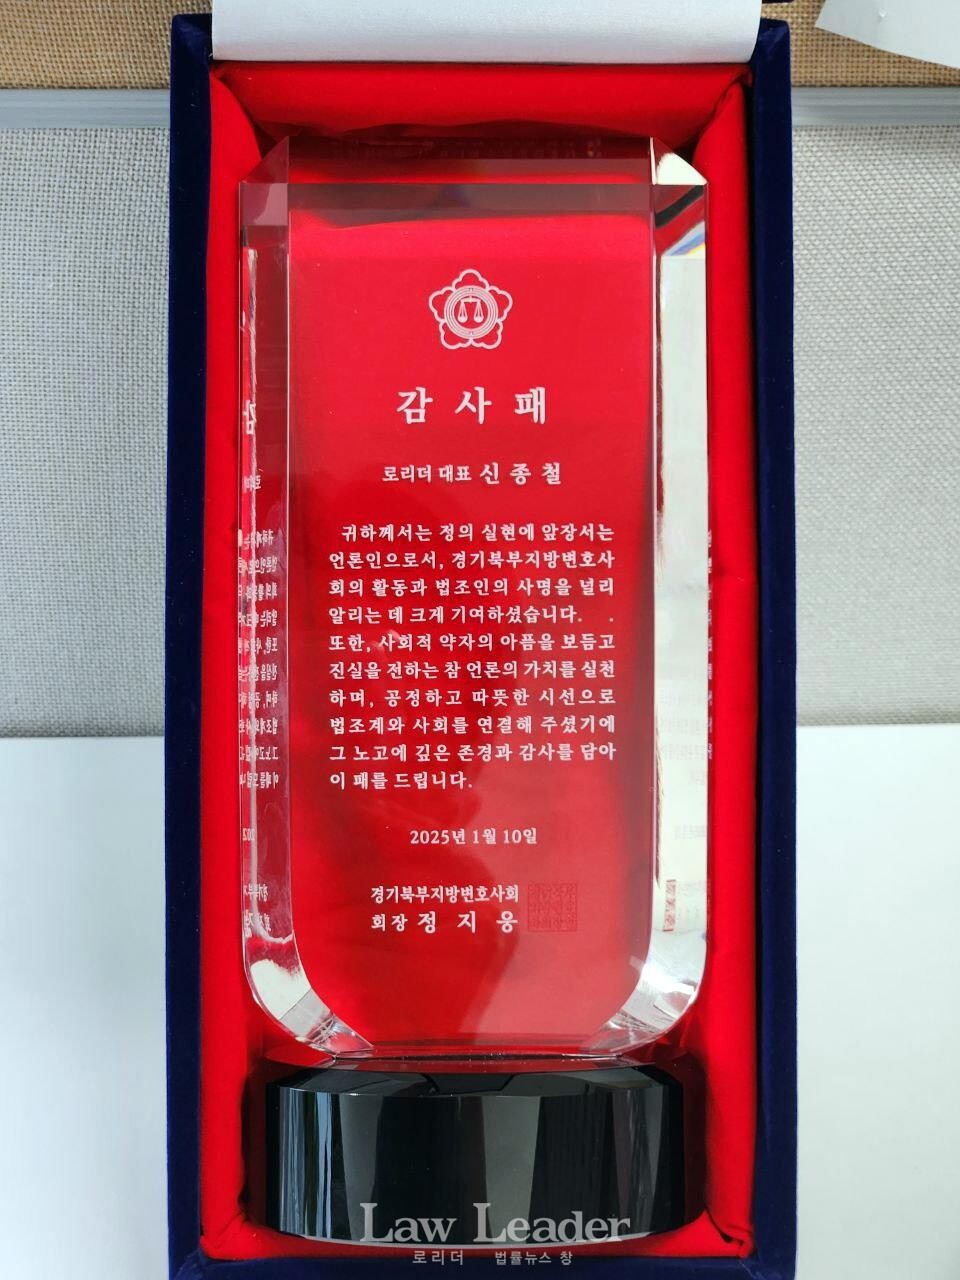 감사패
로리더 대표 신종철
귀하께서는 정의 실현에 앞장서는
언론인으로서, 경기북부지방변호사
회의 활동과 법조인의 사명을 널리
알리는 데 크게 기여하셨습니다.
또한, 사회적 약자의 아픔을 보듬고
진실을 전하는 참 언론의 가치를 실천
하며, 공정하고 따뜻한 시선으로
법조계와 사회를 연결해 주셨기에
그 노고에 깊은 존경과 감사를 담아
이 패를 드립니다.
2025년 1월 10일
경기북부지방변호사회
회장 정지웅
Law Leader
로리더 법률뉴스 창